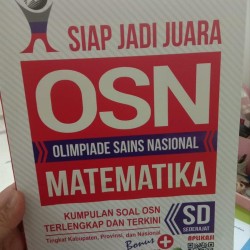 SIAP JADI JUARA
OSN
OLIMPIADE SAINS NASIONAL
MATEMATIKA
KUMPULAN SOAL OSN
TERLENGKAP DAN TERKINI
Tingkat Kabupaten, Provinsi, dan Nasional
Bonus
SD
SEDERAJAT